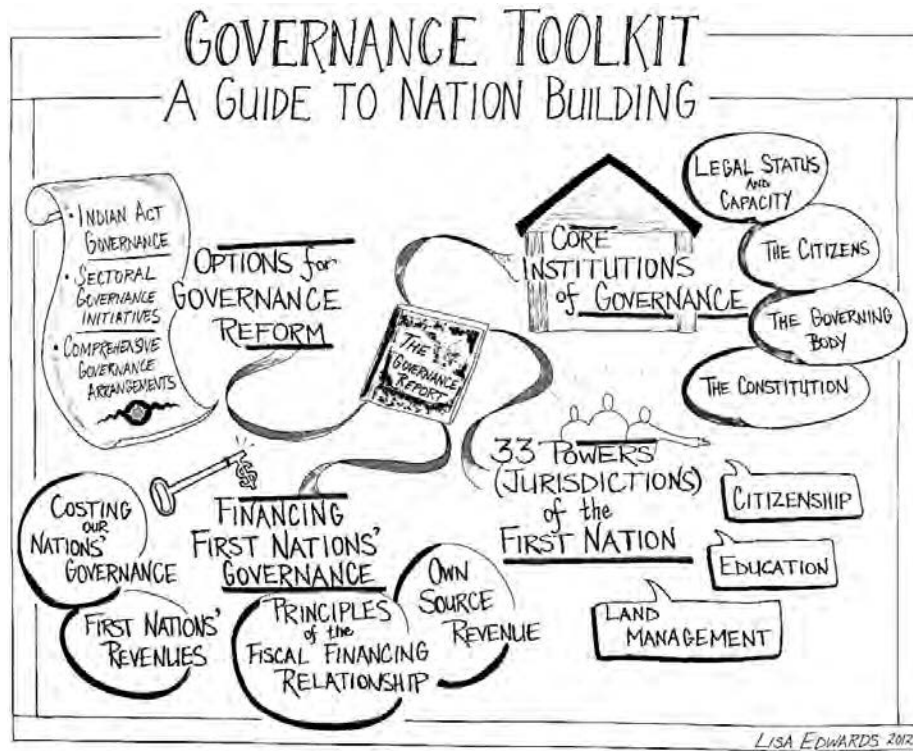 GOVERNANCE TOOLKIT
A GUIDE TO NATION BUILDING
• INDIAN ACT
GOVERNANCE
• SECTORAL
GOVERNANCE
INITIATIVES
• COMPREHENSIVE
GOVERNANCE
ARRANGEMENTS
OPTIONS for
GOVERNANCE
REFORM
THE
GOVERNANCE
REPORT
CORE
INSTITUTIONS
of GOVERNANCE
LEGAL STATUS
AND
CAPACITY
THE CITIZENS
THE GOVERNING
BODY
THE CONSTITUTION
33 POWERS
(JURISDICTIONS)
of the
FIRST NATION
CITIZENSHIP
EDUCATION
LAND
MANAGEMENT
$
FINANCING
FIRST NATIONS'
GOVERNANCE
COSTING
OUR
NATIONS'
GOVERNANCE
FIRST NATIONS'
REVENUES
PRINCIPLES
of the
FISCAL FINANCING
RELATIONSHIP
OWN
SOURCE
REVENUE
LISA EDWARDS 2012